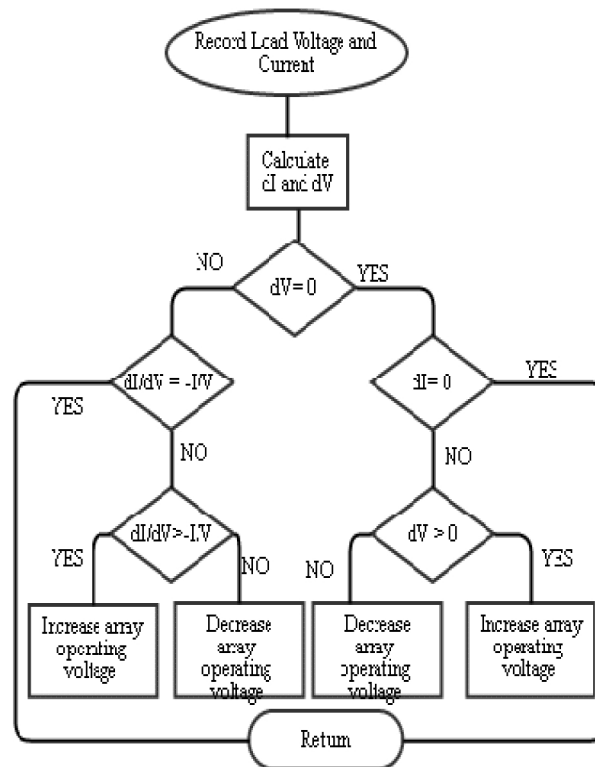 Record Load Voltage and
Current
Calculate
dI and dV
NO
dV= 0
YES
dI/dV = -I/V
dI= 0
YES
YES
NO
NO
dI/dV>-I/V
dV > 0
YES
NO
NO
YES
Increase array
operating
voltage
Decrease
array
operating
voltage
Decrease
array
operating
voltage
Increase array
operating
voltage
Return